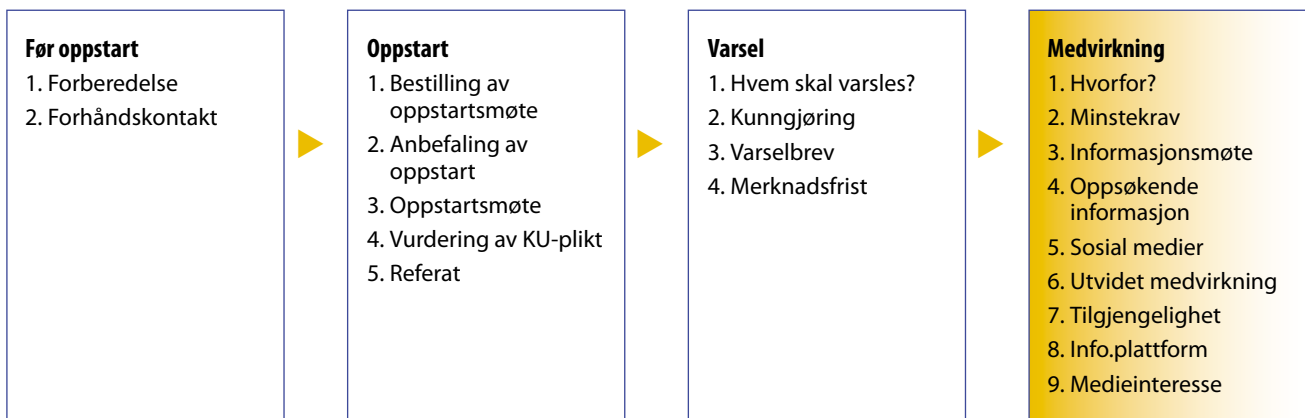 Før oppstart
1. Forberedelse
2. Forhåndskontakt
Oppstart
1. Bestilling av
oppstartsmøte
2. Anbefaling av
oppstart
3. Oppstartsmøte
4. Vurdering av KU-plikt
5. Referat
Varsel
1. Hvem skal varsles?
2. Kunngjøring
3. Varselbrev
4. Merknadsfrist
Medvirkning
1. Hvorfor?
2. Minstekrav
3. Informasjonsmøte
4. Oppsøkende
informasjon
5. Sosial medier
6. Utvidet medvirkning
7. Tilgjengelighet
8. Info.plattform
9. Medieinteresse